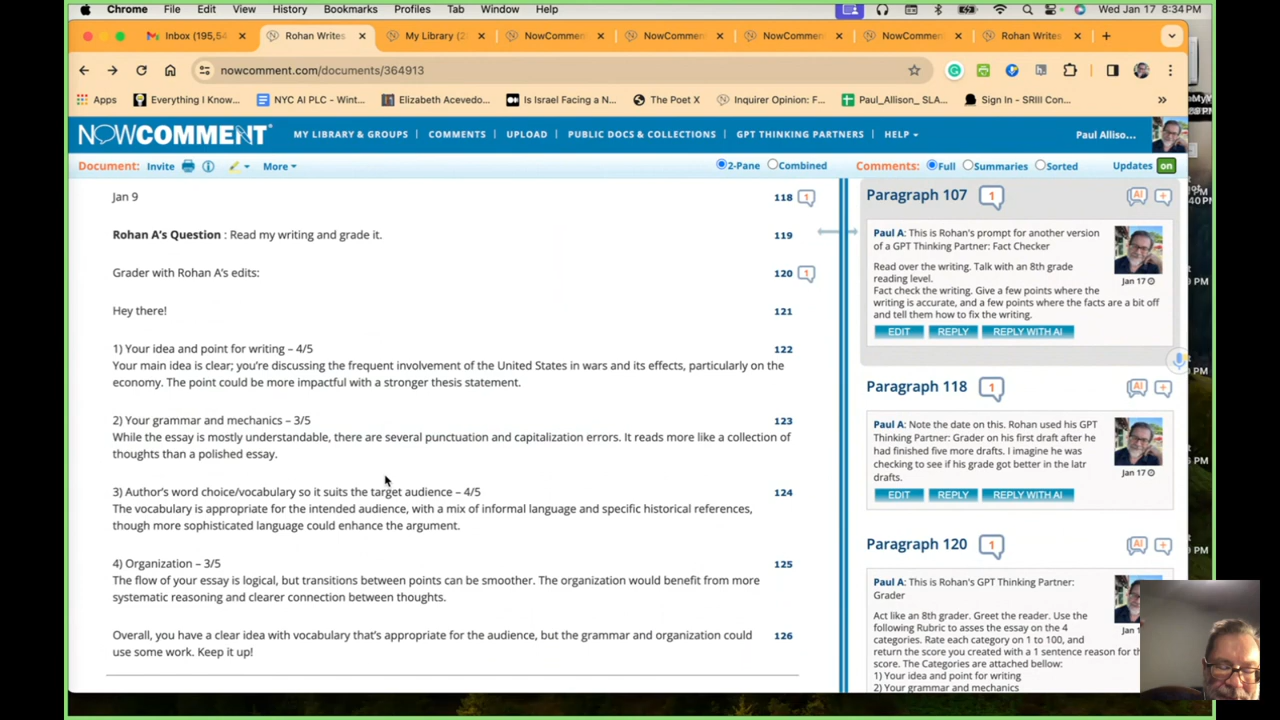 Chrome File Edit View History Bookmarks Profiles Tab Window Help Wed Jan 17 8:34 PM
Inbox (195,54 Rohan Writes My Library (2 NowCommen NowCommen NowCommen NowCommen Rohan Writes
nowcomment.com/documents/364913
Apps Everything I Know... NYC AI PLC - Wint... Elizabeth Acevedo... Is Israel Facing a N... The Poet X Inquirer Opinion: F... Paul_Allison_ SLA... Sign In - SRIII Con...
NOWCOMMENT MY LIBRARY & GROUPS COMMENTS UPLOAD PUBLIC DOCS & COLLECTIONS GPT THINKING PARTNERS HELP Paul Alliso...
Document: Invite More 2-Pane Combined Comments: Full Summaries Sorted Updates on
Jan 9 118 1
Rohan A's Question : Read my writing and grade it. 119
Grader with Rohan A's edits: 120 1
Hey there! 121
1) Your idea and point for writing – 4/5 122
Your main idea is clear; you're discussing the frequent involvement of the United States in wars and its effects, particularly on the
economy. The point could be more impactful with a stronger thesis statement.
2) Your grammar and mechanics – 3/5 123
While the essay is mostly understandable, there are several punctuation and capitalization errors. It reads more like a collection of
thoughts than a polished essay.
3) Author's word choice/vocabulary so it suits the target audience – 4/5 124
The vocabulary is appropriate for the intended audience, with a mix of informal language and specific historical references,
though more sophisticated language could enhance the argument.
4) Organization – 3/5 125
The flow of your essay is logical, but transitions between points can be smoother. The organization would benefit from more
systematic reasoning and clearer connection between thoughts.
Overall, you have a clear idea with vocabulary that's appropriate for the audience, but the grammar and organization could 126
use some work. Keep it up!
Paragraph 107 1 AI
Paul A: This is Rohan's prompt for another version
of a GPT Thinking Partner: Fact Checker
Read over the writing. Talk with an 8th grade
reading level.
Fact check the writing. Give a few points where the
writing is accurate, and a few points where the facts are a bit off
and tell them how to fix the writing.
Jan 17
EDIT REPLY REPLY WITH AI
Paragraph 118 1 AI
Paul A: Note the date on this. Rohan used his GPT
Thinking Partner: Grader on his first draft after he
had finished five more drafts. I imagine he was
checking to see if his grade got better in the latr
drafts.
Jan 17
EDIT REPLY REPLY WITH AI
Paragraph 120 1 AI
Paul A: This is Rohan's GPT Thinking Partner:
Grader
Act like an 8th grader. Greet the reader. Use the
following Rubric to asses the essay on the 4
categories. Rate each category on 1 to 100, and
return the score you created with a 1 sentence reason for th
score. The Categories are attached bellow:
1) Your idea and point for writing
2) Your grammar and mechanics